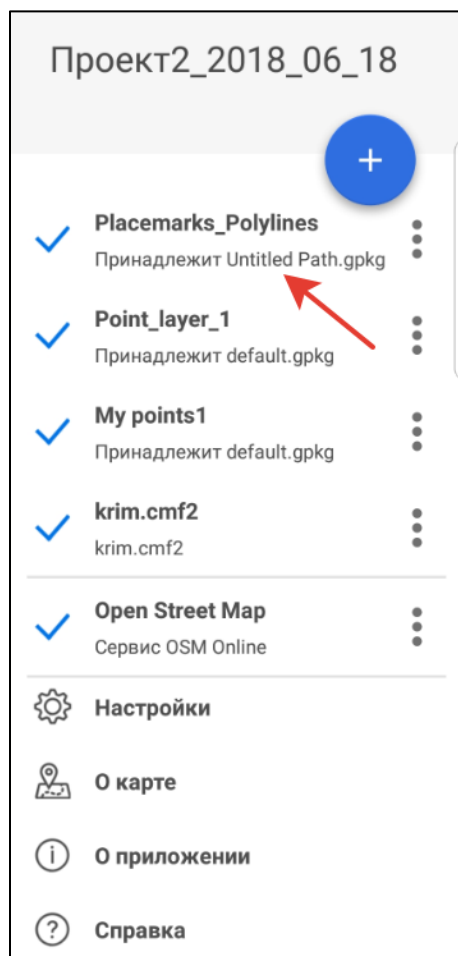 Проект2_2018_06_18
Placemarks_Polylines
Принадлежит Untitled Path.gpkg
Point_layer_1
Принадлежит default.gpkg
My points1
Принадлежит default.gpkg
krim.cmf2
krim.cmf2
Open Street Map
Сервис OSM Online
Настройки
О карте
О приложении
Справка